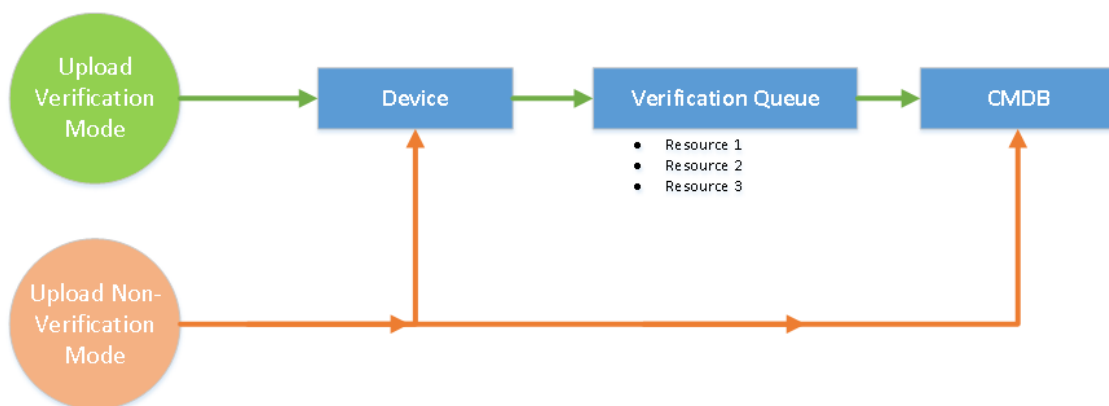 Upload
Verification
Mode
Device
Verification Queue
CMDB
● Resource 1
● Resource 2
● Resource 3
Upload Non-
Verification
Mode